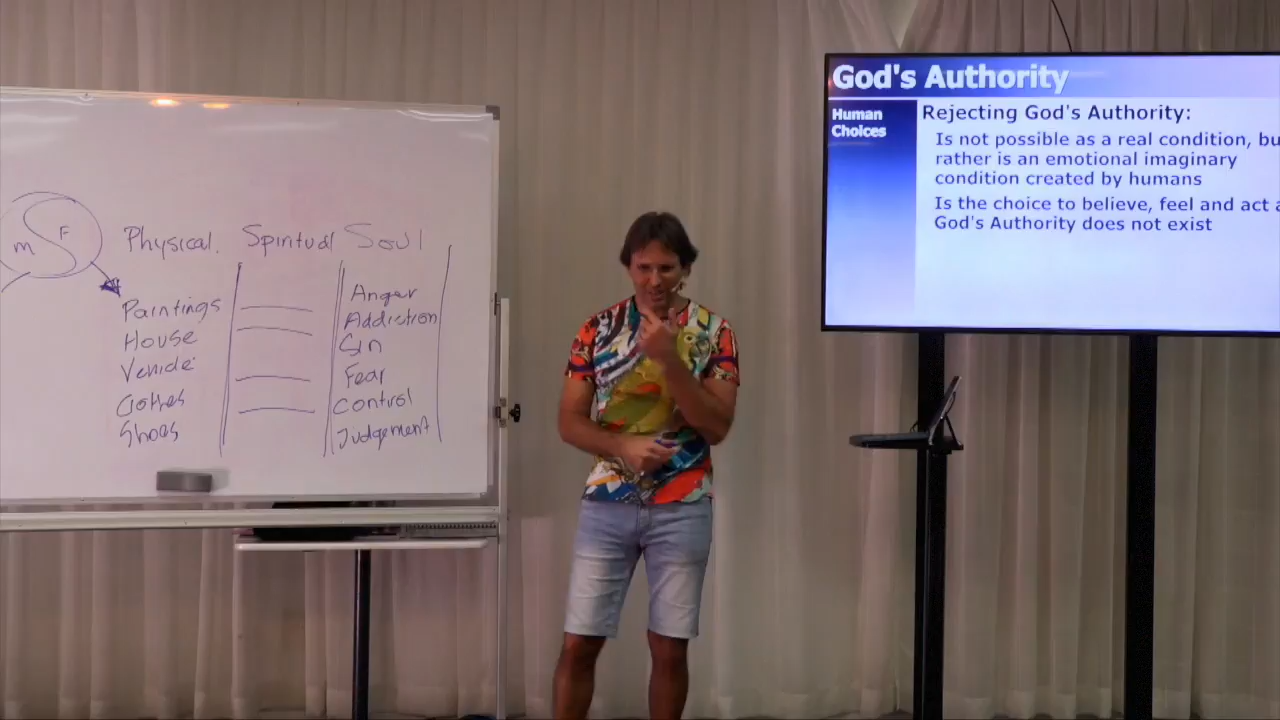 M F
Physical. Spiritual Soul
Paintings
House
Vehicle
Clothes
Shoes
Anger
Addiction
Sin
Fear
Control
Judgement
God's Authority
Human
Choices
Rejecting God's Authority:
Is not possible as a real condition, bu
rather is an emotional imaginary
condition created by humans
Is the choice to believe, feel and act a
God's Authority does not exist